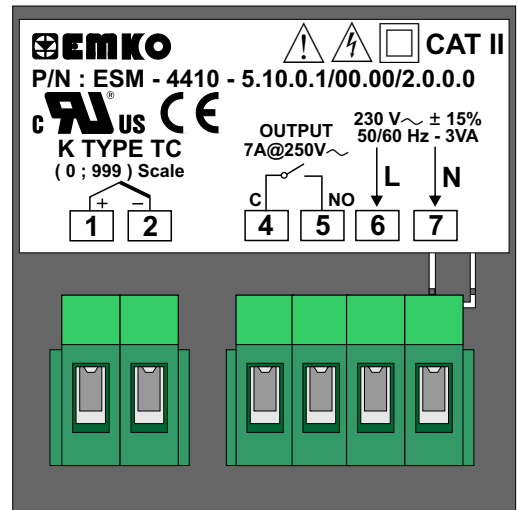 EMKO
CAT II
P/N : ESM - 4410 - 5.10.0.1/00.00/2.0.0.0
c RU US ® CE
K TYPE TC
( 0 ; 999 ) Scale
OUTPUT
7A@250V～
230 V～ ± 15%
50/60 Hz - 3VA
L
N
+
–
C
NO
1
2
4
5
6
7